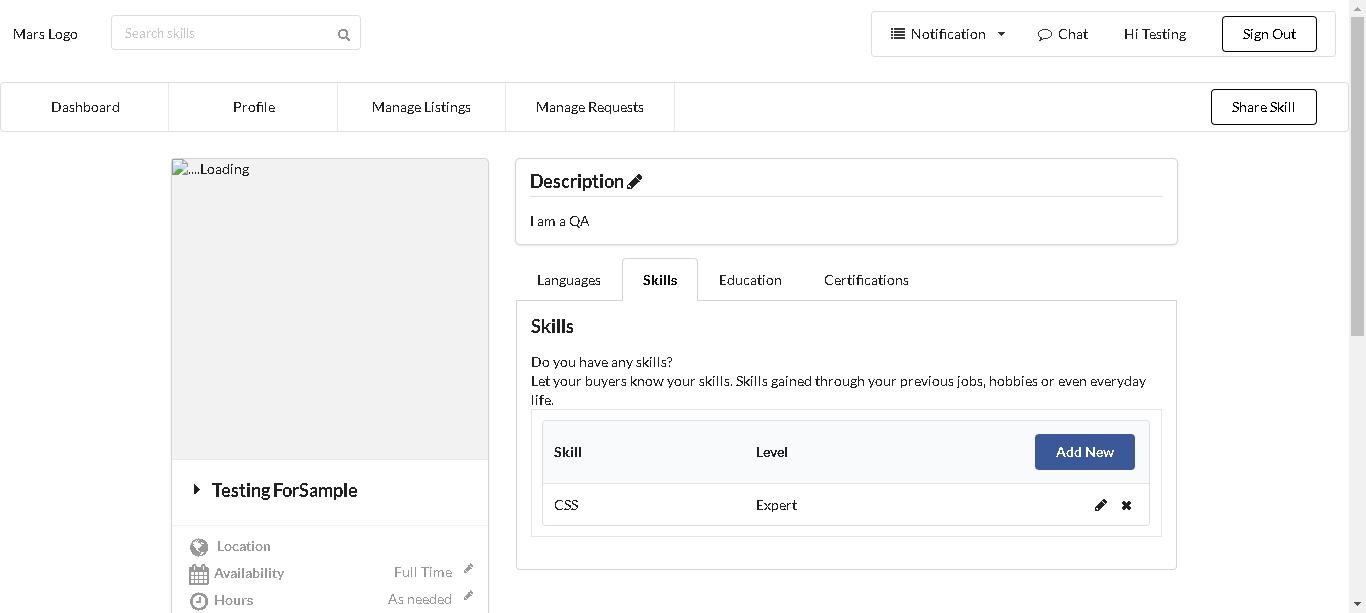 Mars Logo
Search skills
Notification
Chat
Hi Testing
Sign Out
Dashboard
Profile
Manage Listings
Manage Requests
Share Skill
....Loading
Testing ForSample
Location
Availability
Full Time
Hours
As needed
Description
I am a QA
Languages
Skills
Education
Certifications
Skills
Do you have any skills?
Let your buyers know your skills. Skills gained through your previous jobs, hobbies or even everyday
life.
Skill
Level
Add New
CSS
Expert